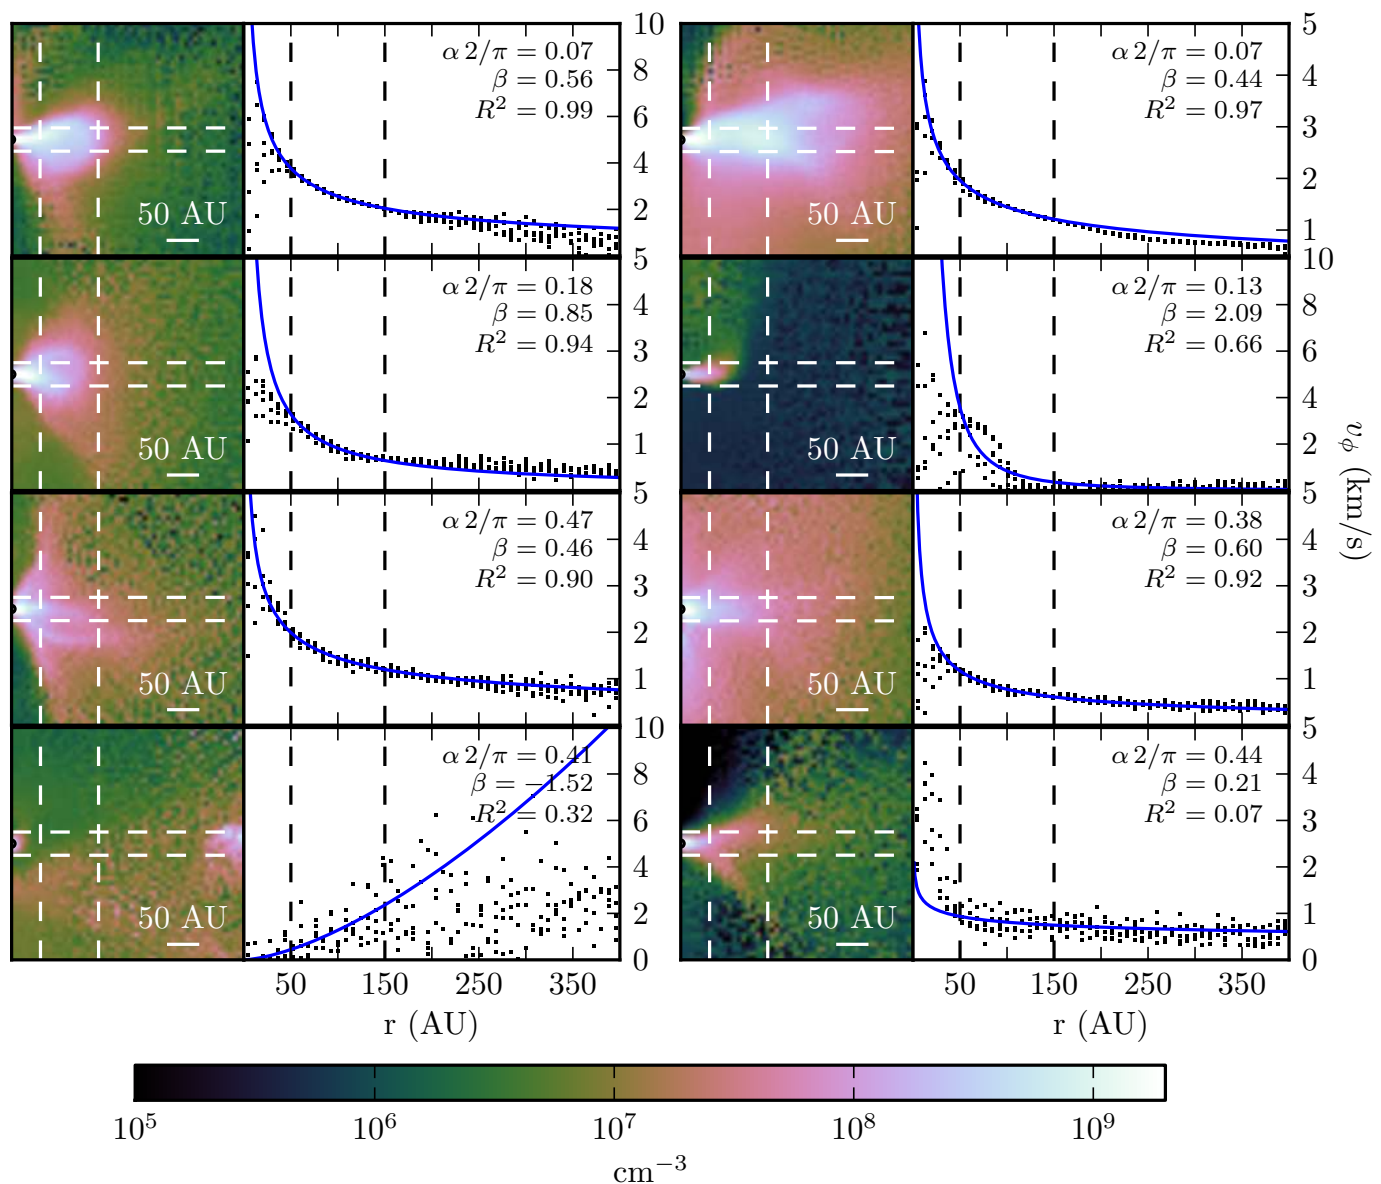 α 2/π = 0.07
β = 0.56
R² = 0.99
50 AU
10
8
6
4
2
α 2/π = 0.07
β = 0.44
R² = 0.97
50 AU
5
4
3
2
1
α 2/π = 0.18
β = 0.85
R² = 0.94
50 AU
5
4
3
2
1
α 2/π = 0.13
β = 2.09
R² = 0.66
50 AU
10
8
6
4
2
α 2/π = 0.47
β = 0.46
R² = 0.90
50 AU
5
4
3
2
1
α 2/π = 0.38
β = 0.60
R² = 0.92
50 AU
5
4
3
2
1
α 2/π = 0.41
β = −1.52
R² = 0.32
50 AU
10
8
6
4
2
0
α 2/π = 0.44
β = 0.21
R² = 0.07
50 AU
5
4
3
2
1
0
v_ϕ (km/s)
50 150 250 350
50 150 250 350
r (AU)
r (AU)
10⁵ 10⁶ 10⁷ 10⁸ 10⁹
cm⁻³